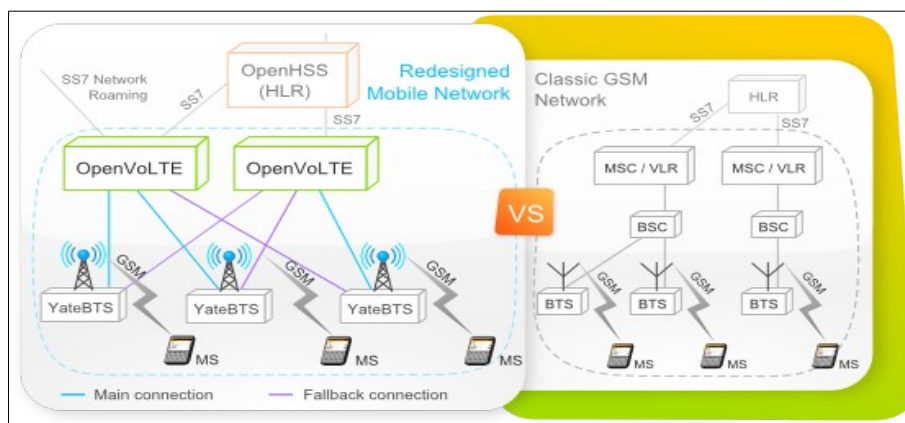 OpenHSS
(HLR)
SS7 Network
Roaming
SS7
SS7
Redesigned
Mobile Network
OpenVoLTE
OpenVoLTE
GSM
GSM
GSM
YateBTS
YateBTS
YateBTS
MS
MS
MS
Main connection
Fallback connection
VS
Classic GSM
Network
HLR
SS7
SS7
MSC / VLR
MSC / VLR
BSC
BSC
GSM
GSM
GSM
BTS
BTS
BTS
MS
MS
MS